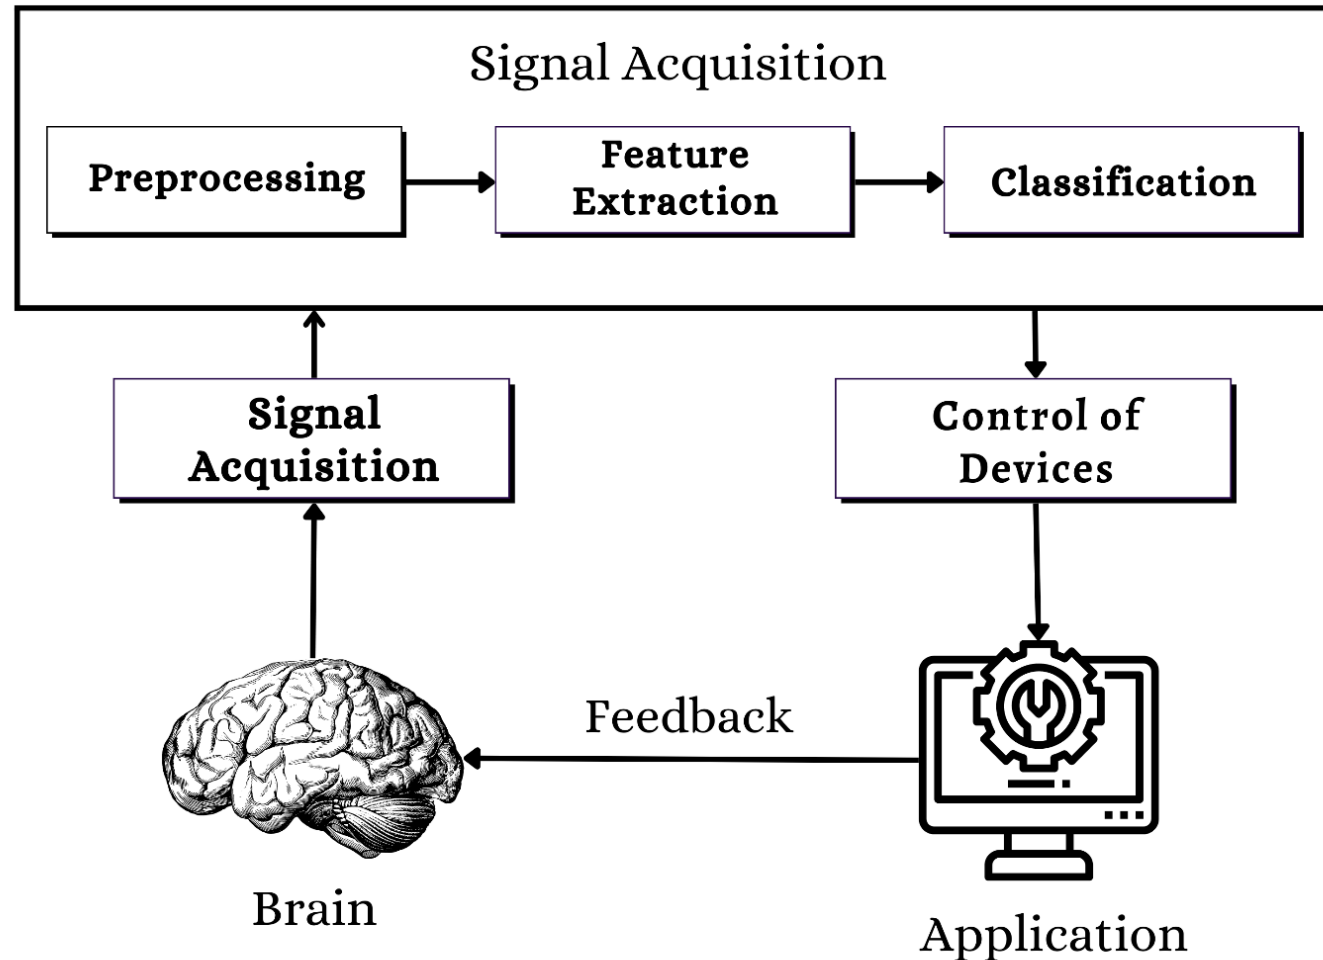 Signal Acquisition
Preprocessing
Feature
Extraction
Classification
Signal
Acquisition
Control of
Devices
Feedback
Brain
Application